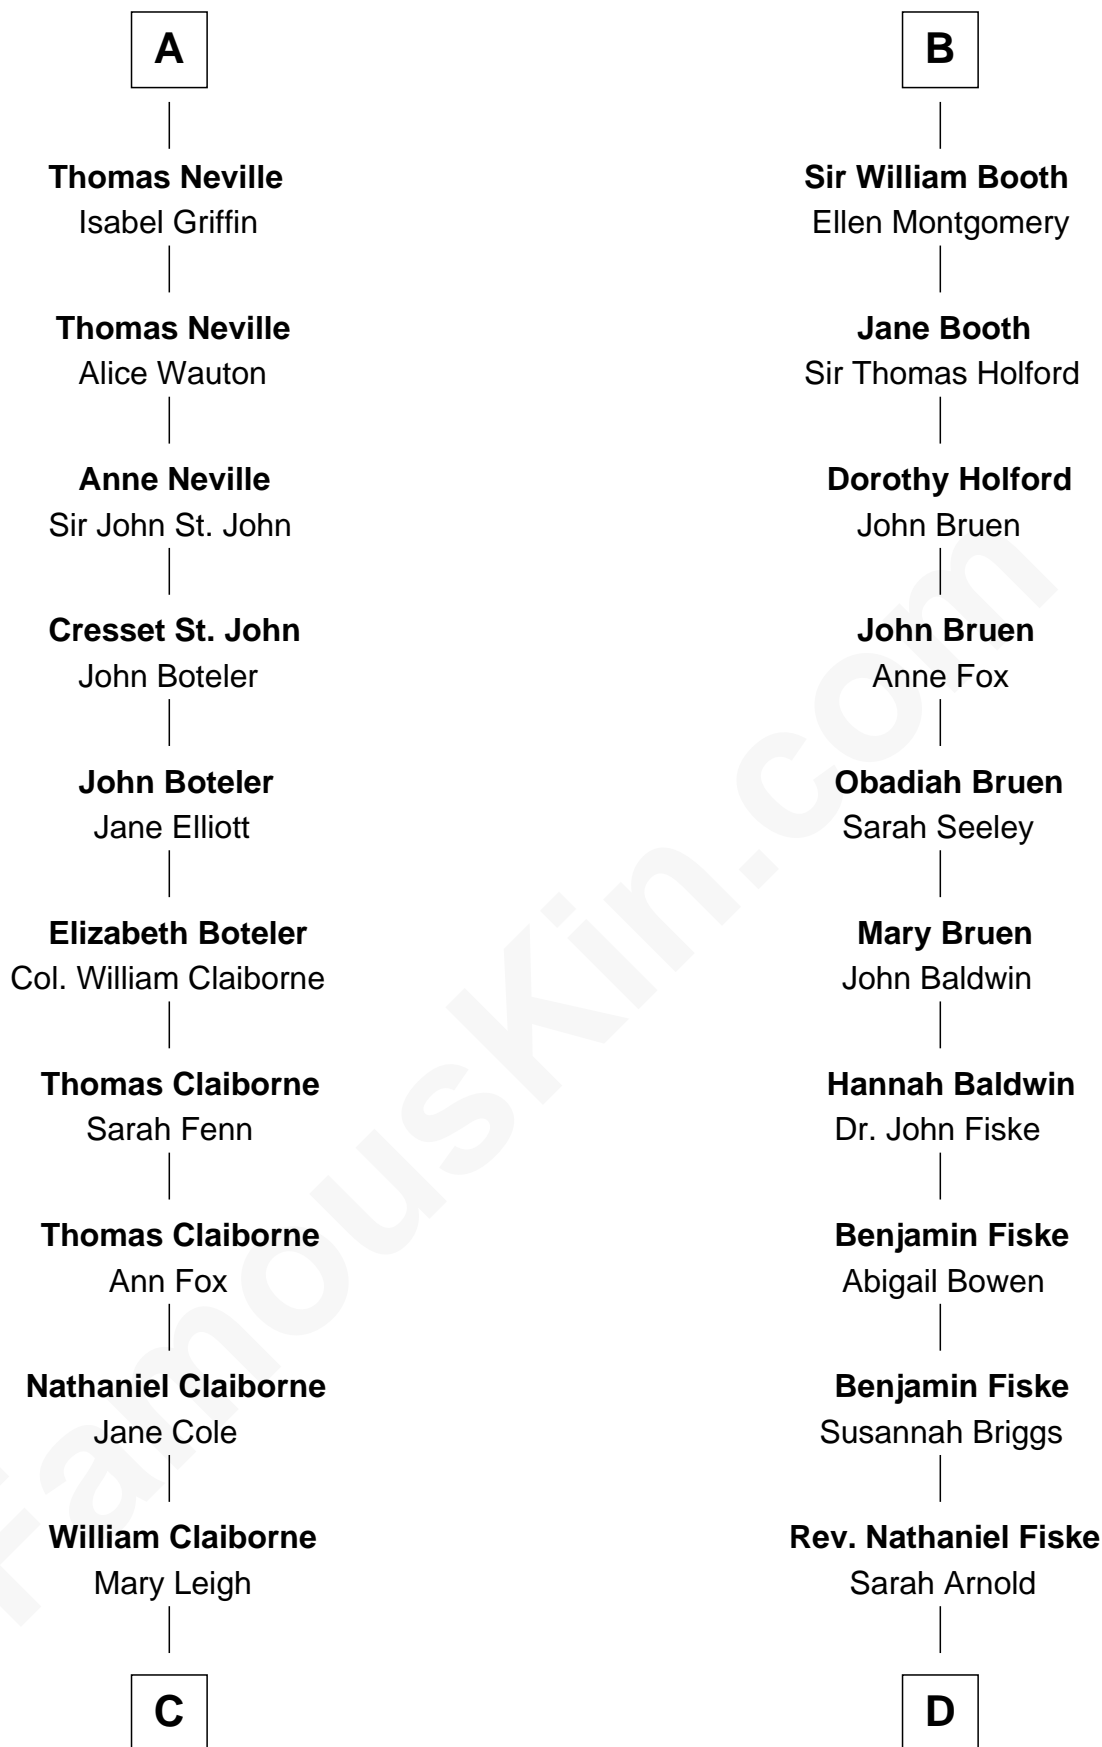 A
Thomas Neville
Isabel Griffin
Thomas Neville
Alice Wauton
Anne Neville
Sir John St. John
Cresset St. John
John Boteler
John Boteler
Jane Elliott
Elizabeth Boteler
Col. William Claiborne
Thomas Claiborne
Sarah Fenn
Thomas Claiborne
Ann Fox
Nathaniel Claiborne
Jane Cole
William Claiborne
Mary Leigh
C
B
Sir William Booth
Ellen Montgomery
Jane Booth
Sir Thomas Holford
Dorothy Holford
John Bruen
John Bruen
Anne Fox
Obadiah Bruen
Sarah Seeley
Mary Bruen
John Baldwin
Hannah Baldwin
Dr. John Fiske
Benjamin Fiske
Abigail Bowen
Benjamin Fiske
Susannah Briggs
Rev. Nathaniel Fiske
Sarah Arnold
D
FamousKin.com